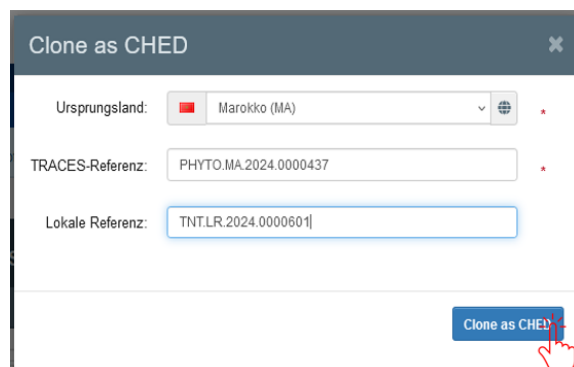 Clone as CHED
Ursprungsland:
Marokko (MA)
*
TRACES-Referenz:
PHYTO.MA.2024.0000437
*
Lokale Referenz:
TNT.LR.2024.0000601
Clone as CHED